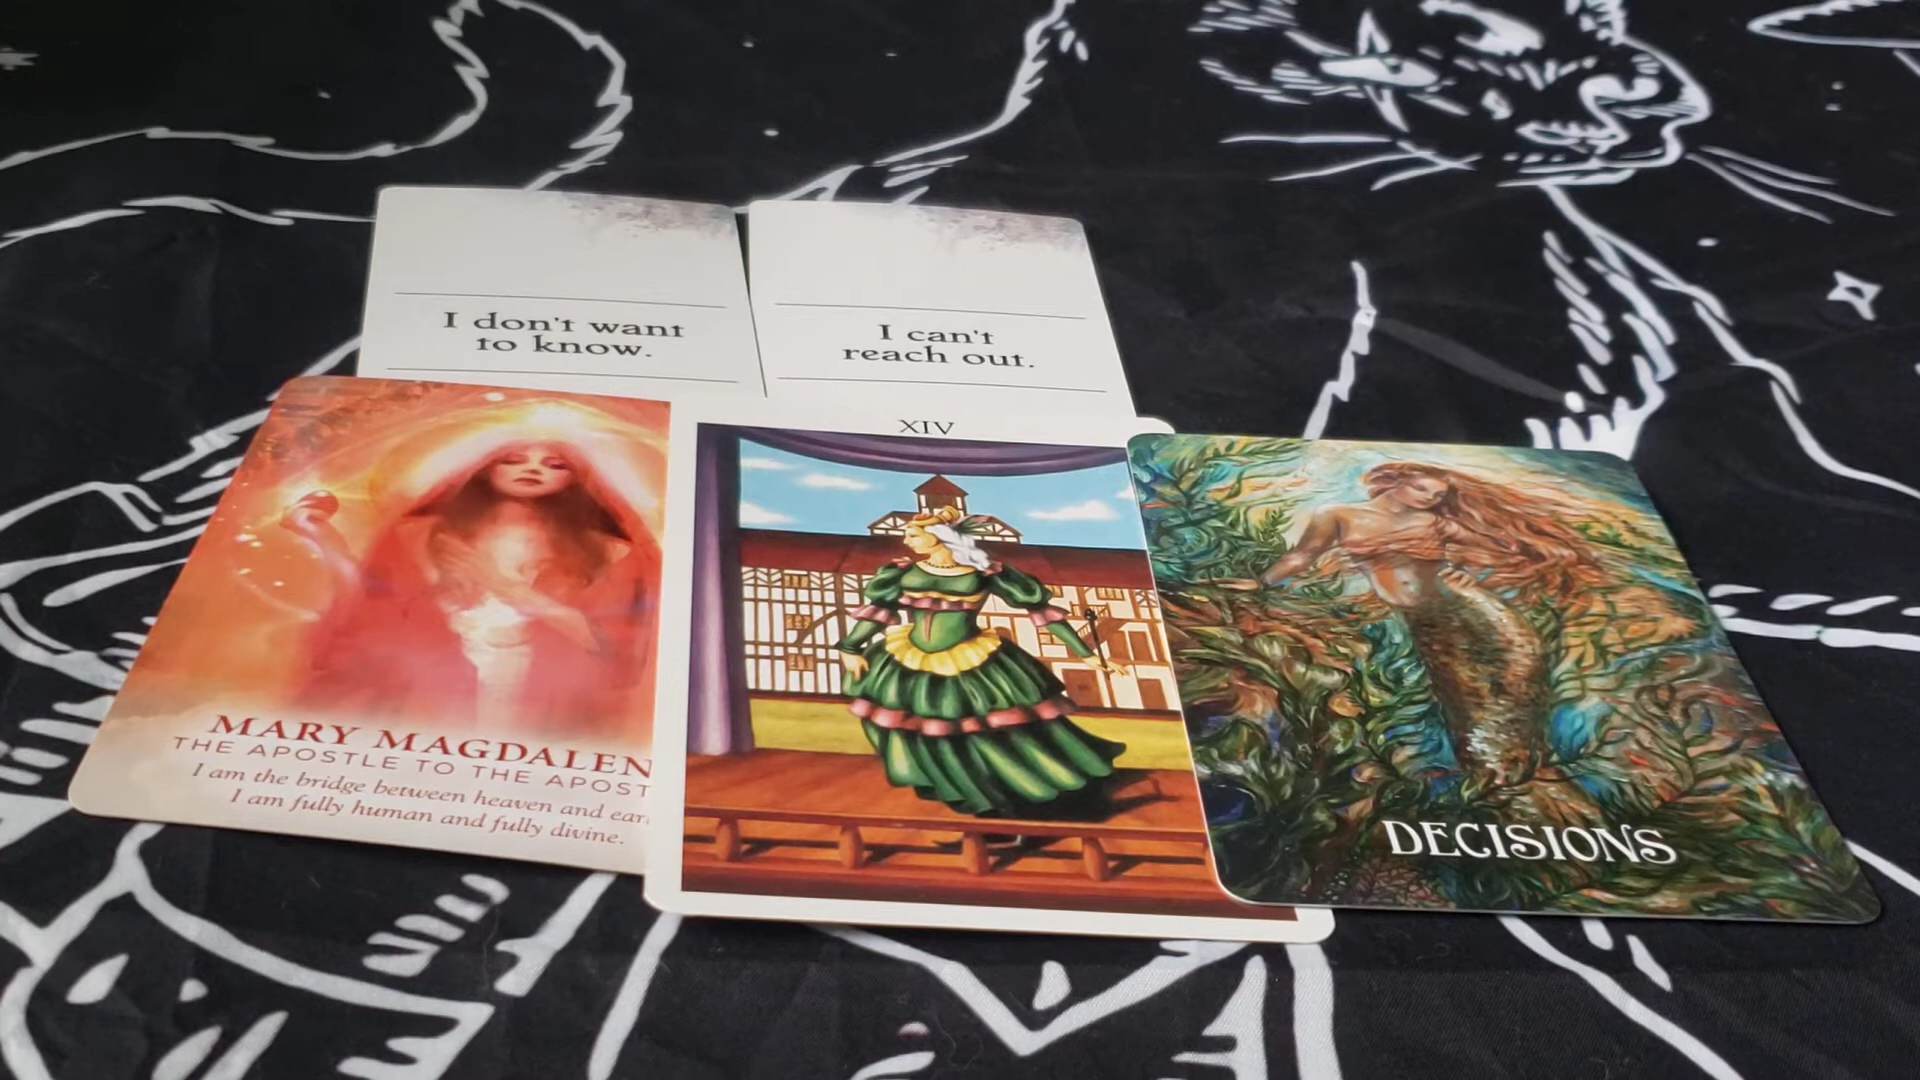 I don't want
to know.
I can't
reach out.
XIV
MARY MAGDALEN
THE APOSTLE TO THE APOST
I am the bridge between heaven and ear
I am fully human and fully divine.
DECISIONS